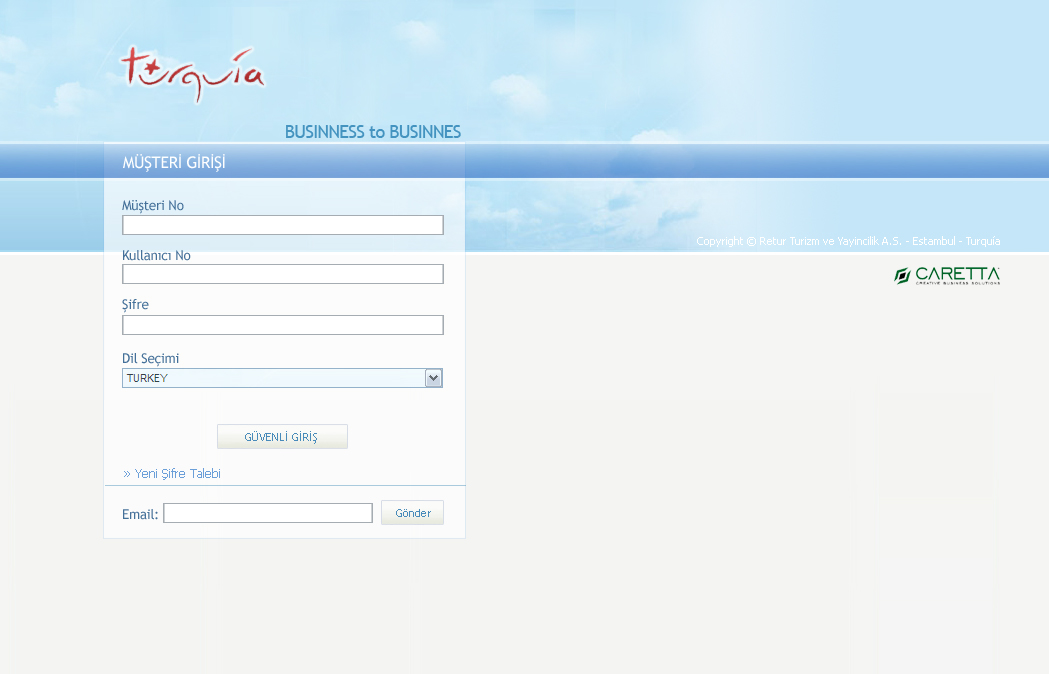 turquía
BUSINNESS to BUSINNES
MÜŞTERİ GİRİŞİ
Müşteri No
Kullanıcı No
Şifre
Dil Seçimi
TURKEY
GÜVENLİ GİRİŞ
» Yeni Şifre Talebi
Email:
Gönder
Copyright © Retur Turizm ve Yayincilik A.S. - Estambul - Turquía
CARETTA
CREATIVE BUSINESS SOLUTIONS